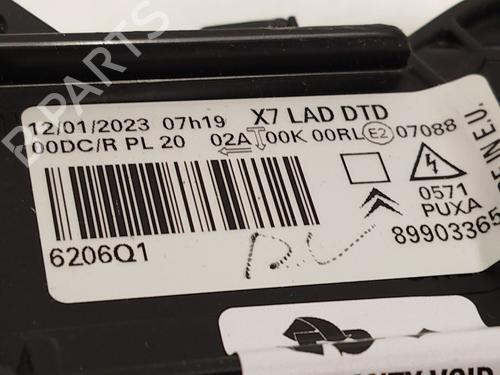 B-PARTS
12/01/2023 07h19 X7 LAD DTD
00DC/R PL 20 02A 00K 00RL E2 07088
0571
PUXA
89903365
6206Q1